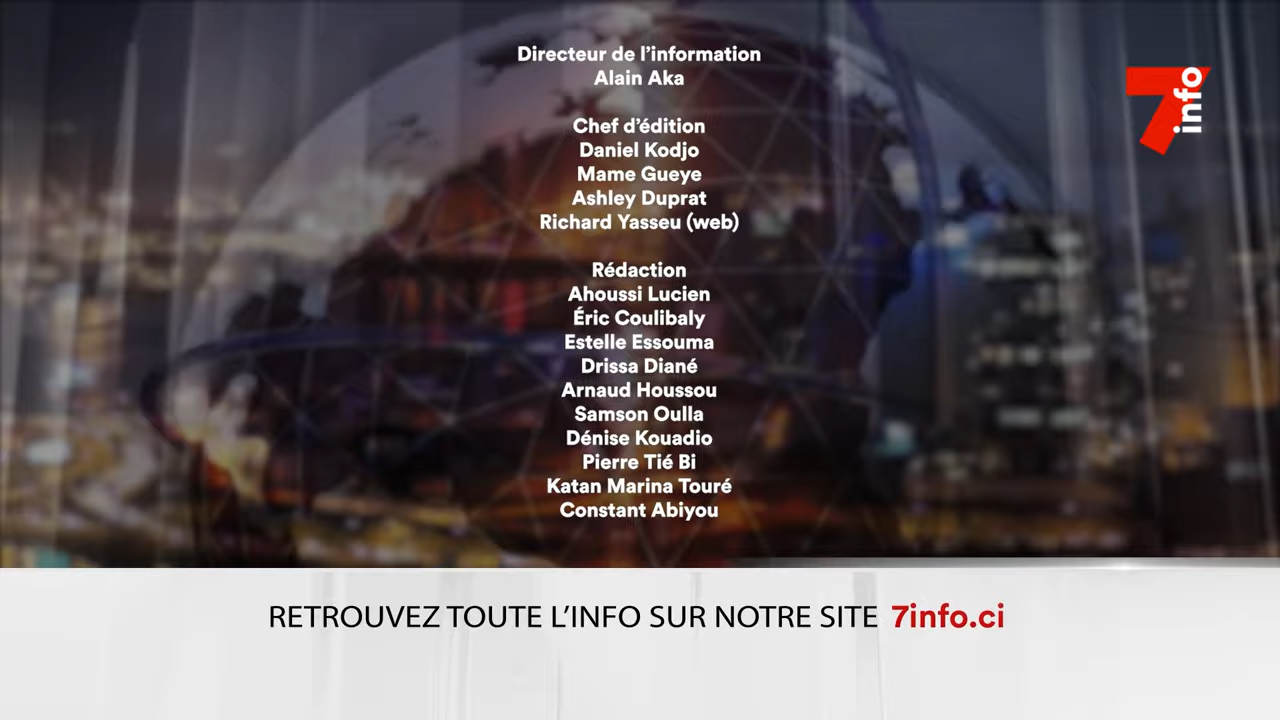 Directeur de l'information
Alain Aka
Chef d'édition
Daniel Kodjo
Mame Gueye
Ashley Duprat
Richard Yasseu (web)
Rédaction
Ahoussi Lucien
Éric Coulibaly
Estelle Essouma
Drissa Diané
Arnaud Houssou
Samson Oulla
Dénise Kouadio
Pierre Tié Bi
Katan Marina Touré
Constant Abiyou
7info
RETROUVEZ TOUTE L'INFO SUR NOTRE SITE 7info.ci